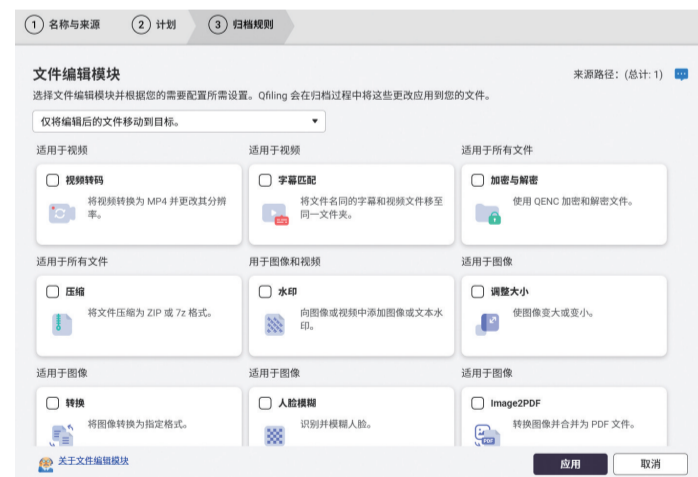 1 名称与来源 2 计划 3 归档规则
文件编辑模块
来源路径：(总计: 1)
选择文件编辑模块并根据您的需要配置所需设置。Qfiling 会在归档过程中将这些更改应用到您的文件。
仅将编辑后的文件移动到目标。
适用于视频 适用于视频 适用于所有文件
视频转码
将视频转换为 MP4 并更改其分辨
率。
字幕匹配
将文件名同的字幕和视频文件移至
同一文件夹。
加密与解密
使用 QENC 加密和解密文件。
适用于所有文件 用于图像和视频 适用于图像
压缩
将文件压缩为 ZIP 或 7z 格式。
水印
向图像或视频中添加图像或文本水
印。
调整大小
使图像变大或变小。
适用于图像 适用于图像 适用于图像
转换
将图像转换为指定格式。
人脸模糊
识别并模糊人脸。
Image2PDF
转换图像并合并为 PDF 文件。
PDF
关于文件编辑模块
应用 取消